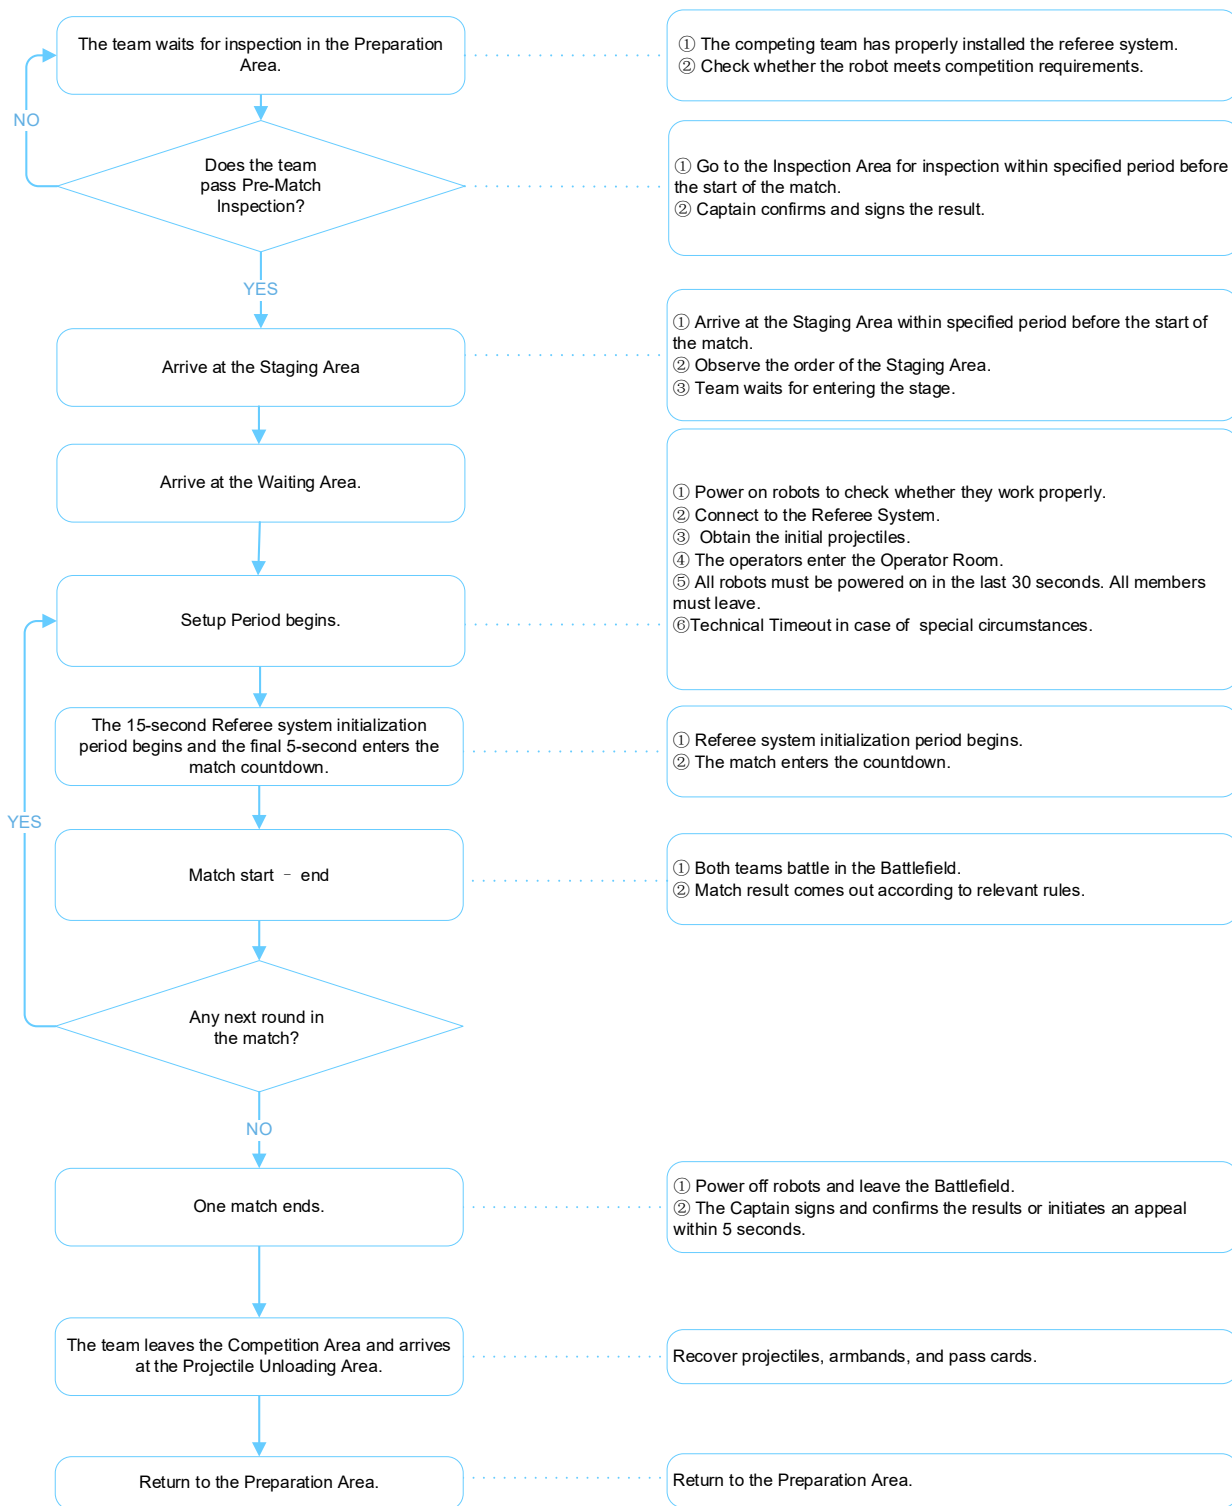 The team waits for inspection in the Preparation
Area.
① The competing team has properly installed the referee system.
② Check whether the robot meets competition requirements.
NO
Does the team
pass Pre-Match
Inspection?
① Go to the Inspection Area for inspection within specified period before
the start of the match.
② Captain confirms and signs the result.
YES
Arrive at the Staging Area
① Arrive at the Staging Area within specified period before the start of
the match.
② Observe the order of the Staging Area.
③ Team waits for entering the stage.
Arrive at the Waiting Area.
Setup Period begins.
① Power on robots to check whether they work properly.
② Connect to the Referee System.
③ Obtain the initial projectiles.
④ The operators enter the Operator Room.
⑤ All robots must be powered on in the last 30 seconds. All members
must leave.
⑥Technical Timeout in case of special circumstances.
The 15-second Referee system initialization
period begins and the final 5-second enters the
match countdown.
① Referee system initialization period begins.
② The match enters the countdown.
YES
Match start – end
① Both teams battle in the Battlefield.
② Match result comes out according to relevant rules.
Any next round in
the match?
NO
One match ends.
① Power off robots and leave the Battlefield.
② The Captain signs and confirms the results or initiates an appeal
within 5 seconds.
The team leaves the Competition Area and arrives
at the Projectile Unloading Area.
Recover projectiles, armbands, and pass cards.
Return to the Preparation Area.
Return to the Preparation Area.